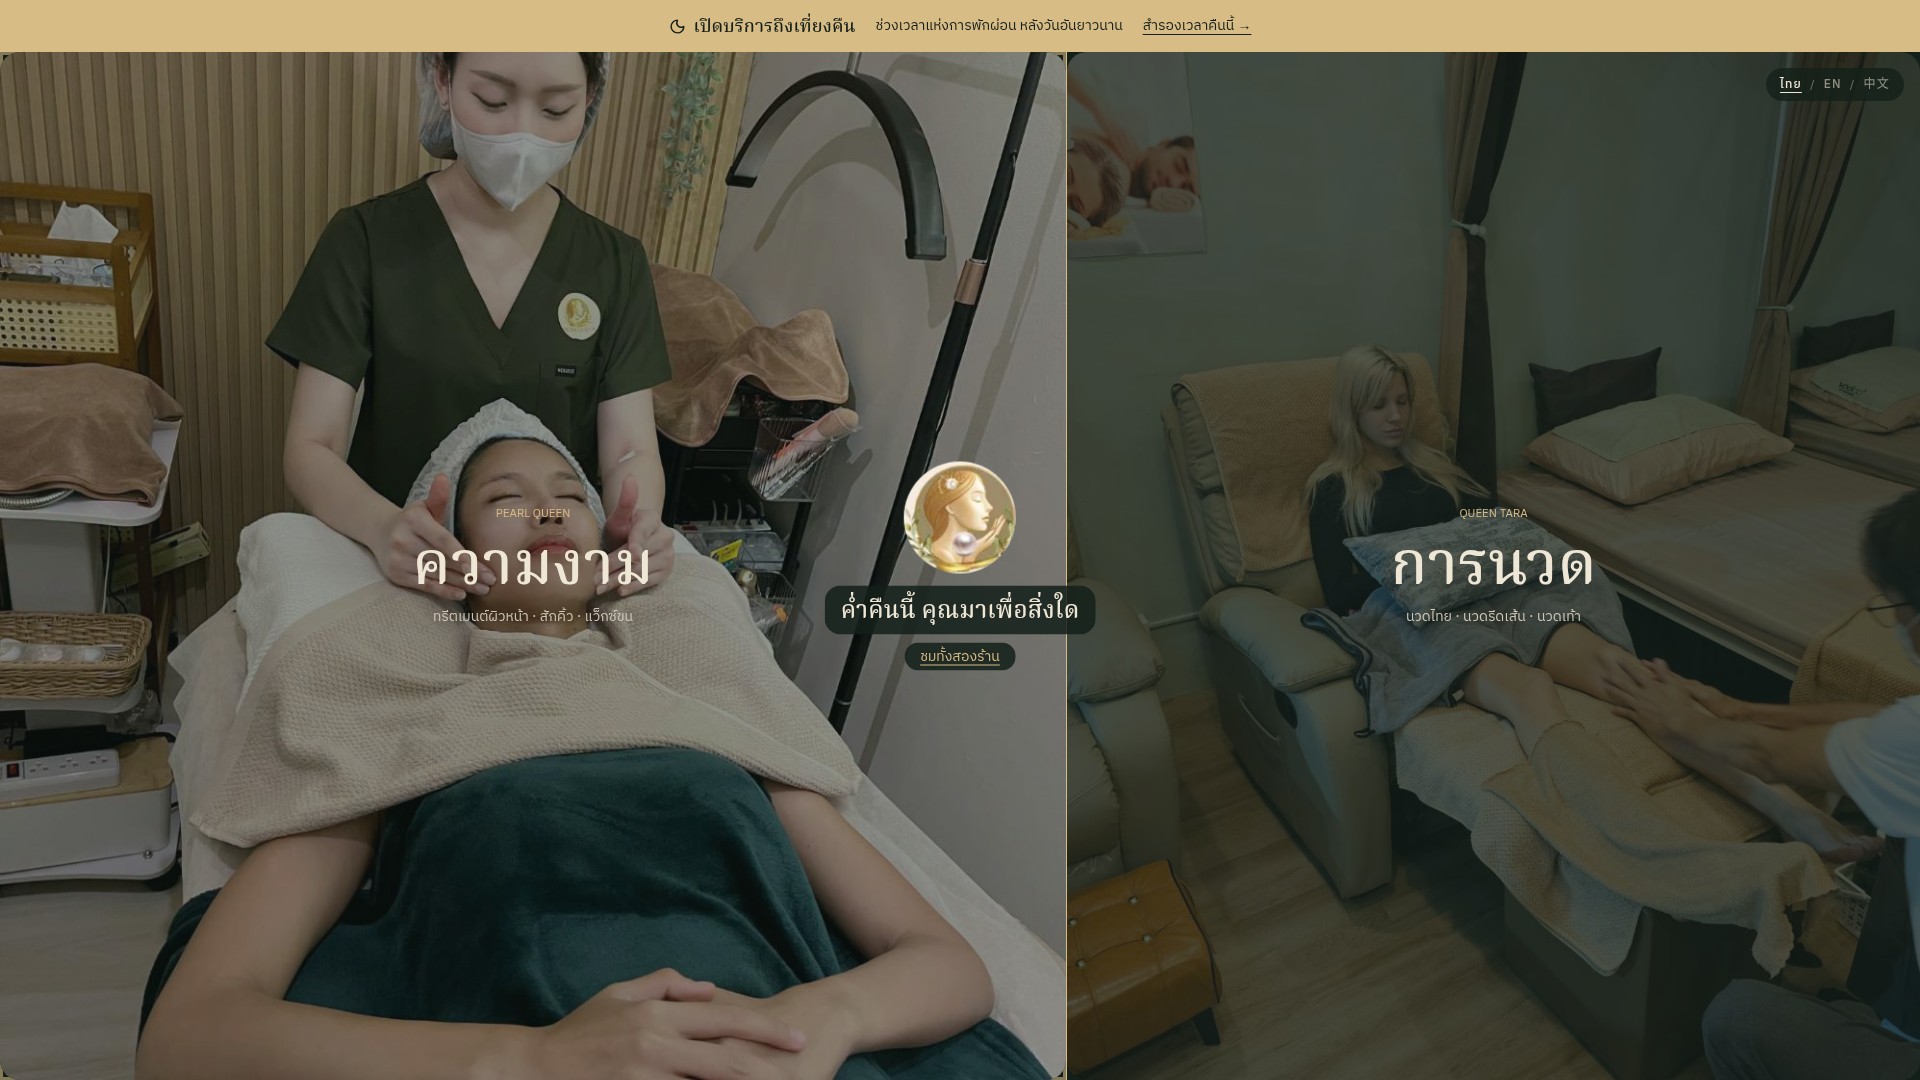 เปิดบริการถึงเที่ยงคืน ช่วงเวลาแห่งการพักผ่อน หลังวันอันยาวนาน สำรองเวลาคืนนี้ →
ไทย / EN / 中文
PEARL QUEEN
ความงาม
ทรีตเมนต์ผิวหน้า · สักคิ้ว · แว็กซ์ขน
ค่ำคืนนี้ คุณมาเพื่อสิ่งใด
ชมทั้งสองร้าน
QUEEN TARA
การนวด
นวดไทย · นวดรีดเส้น · นวดเท้า